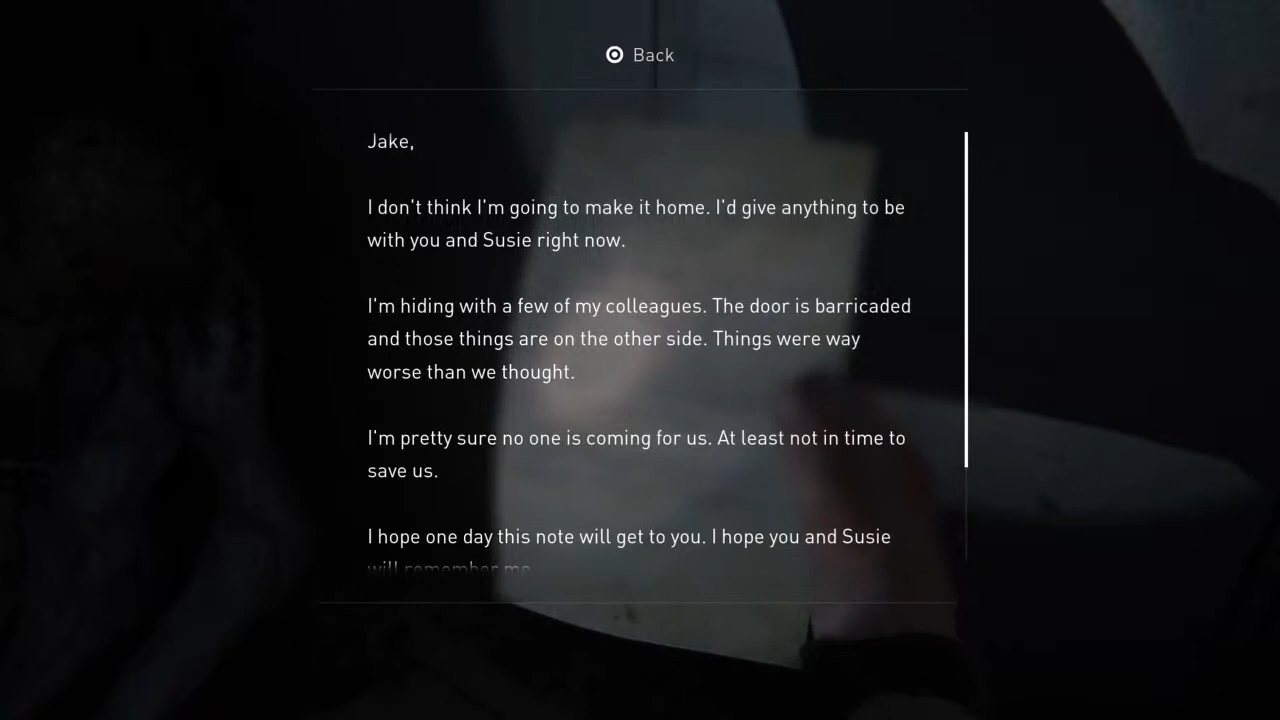 Back
Jake,
I don't think I'm going to make it home. I'd give anything to be
with you and Susie right now.
I'm hiding with a few of my colleagues. The door is barricaded
and those things are on the other side. Things were way
worse than we thought.
I'm pretty sure no one is coming for us. At least not in time to
save us.
I hope one day this note will get to you. I hope you and Susie
will remember me